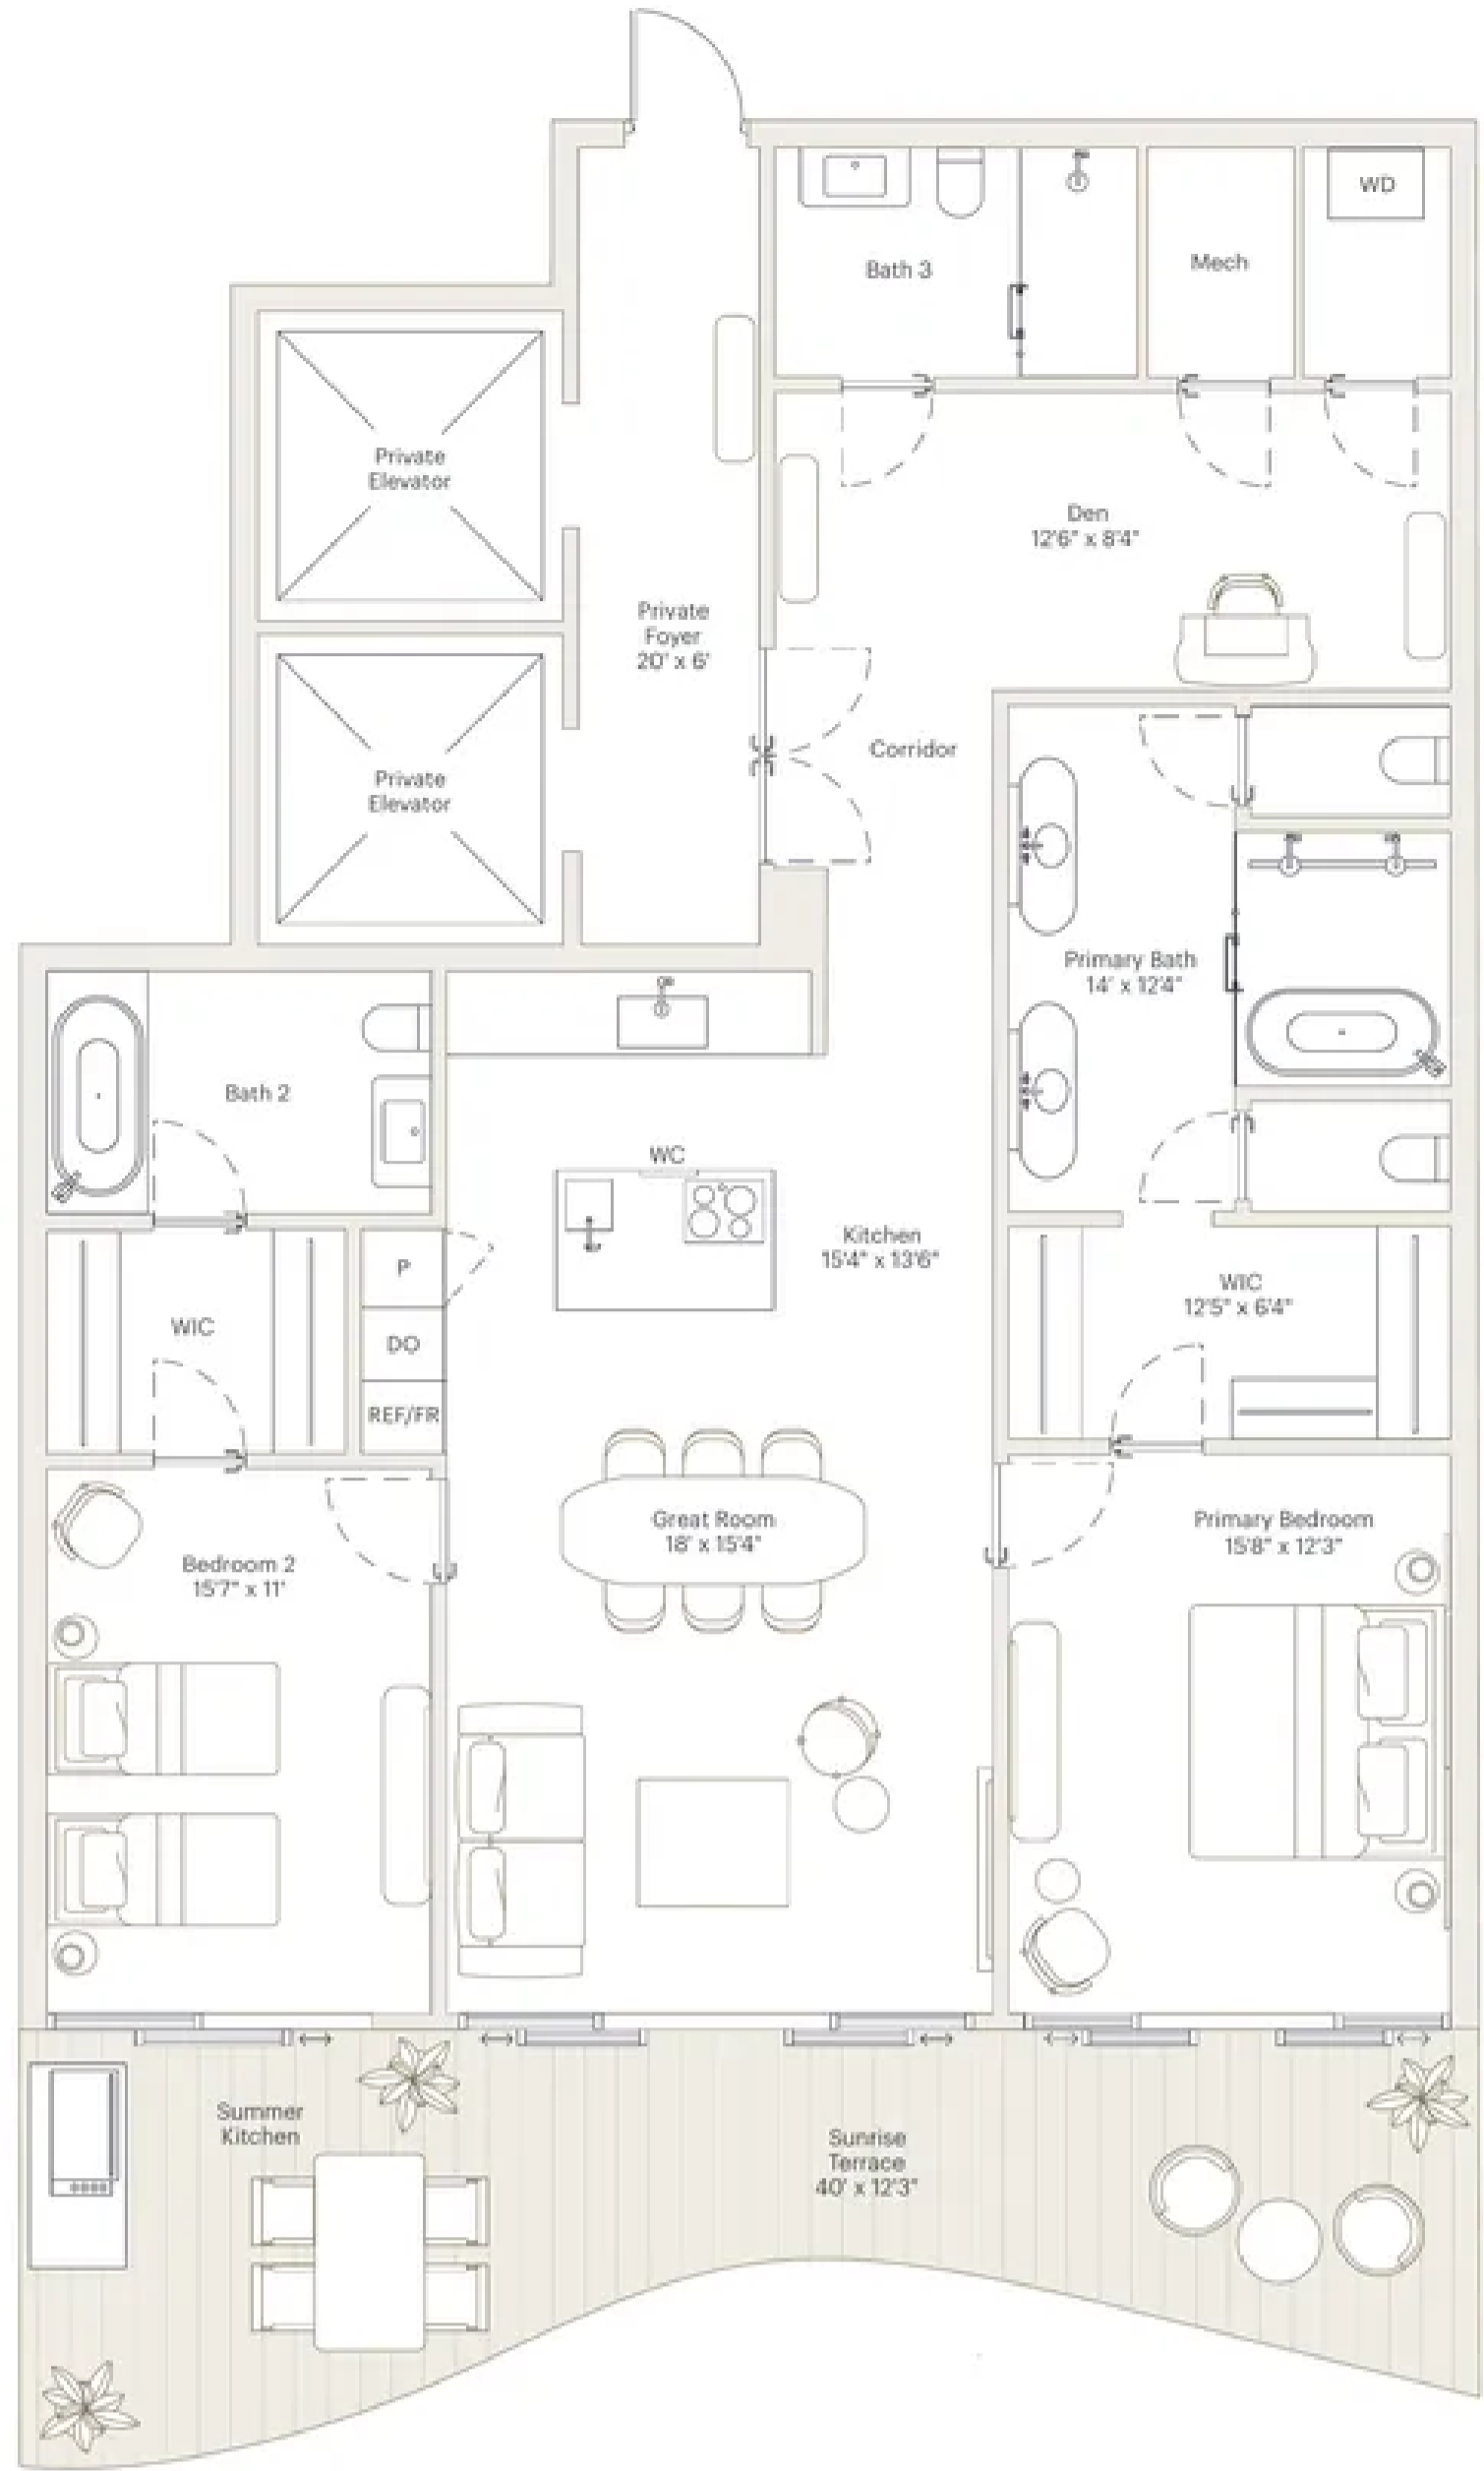 WD
Mech
Bath 3
Private
Elevator
Den
12'6" x 8'4"
Private
Foyer
20' x 6'
Corridor
Private
Elevator
Primary Bath
14' x 12'4"
Bath 2
WC
Kitchen
15'4" x 13'6"
P
WIC
12'5" x 6'4"
WIC
DO
REF/FR
Great Room
18' x 15'4"
Primary Bedroom
15'8" x 12'3"
Bedroom 2
15'7" x 11'
Summer
Kitchen
Sunrise
Terrace
40' x 12'3"